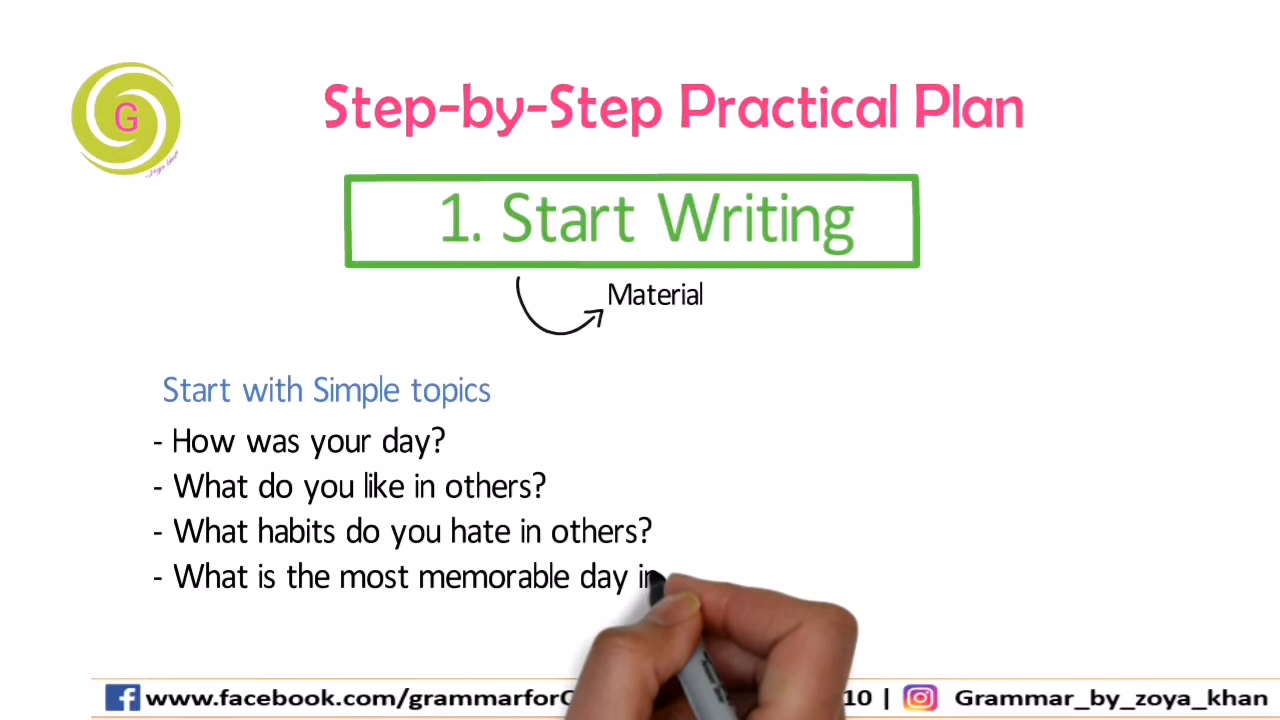 G
Step-by-Step Practical Plan
1. Start Writing
Material
Start with Simple topics
- How was your day?
- What do you like in others?
- What habits do you hate in others?
- What is the most memorable day in
www.facebook.com/grammarfor 10 | Grammar_by_zoya_khan